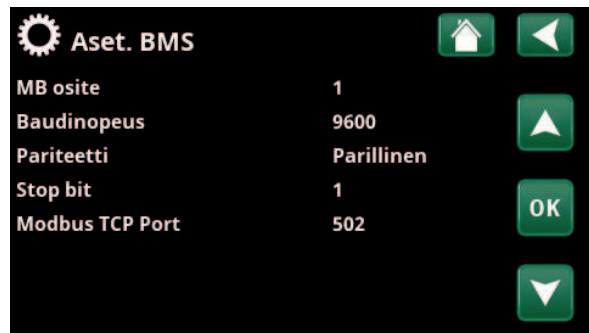 Aset. BMS
MB osite 1
Baudinopeus 9600
Pariteetti Parillinen
Stop bit 1
Modbus TCP Port 502
OK